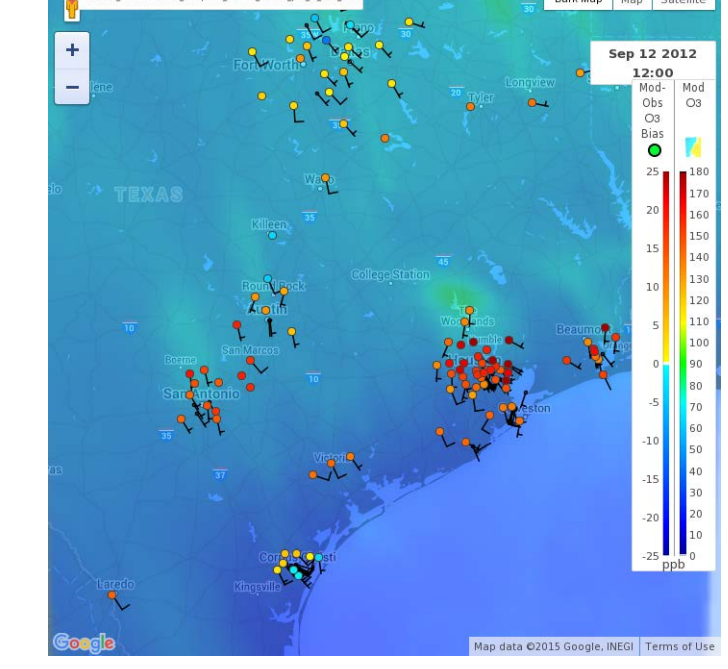 Dark Map Map Satellite
+
−
Sep 12 2012
12:00
Mod-
Obs
O3
Bias
Mod
O3
25
20
15
10
5
0
-5
-10
-15
-20
-25
180
170
160
150
140
130
120
110
100
90
80
70
60
50
40
30
20
10
0
ppb
30
30
35W
Fort Worth
Longview
20
Tyler
Waco
TEXAS
35
Killeen
45
College Station
Round Rock
Austin
10
San Marcos
Boerne
10
San Antonio
35
37
Victoria
Beaumont
Corpus Christi
Kingsville
Laredo
Google
Map data ©2015 Google, INEGI
Terms of Use